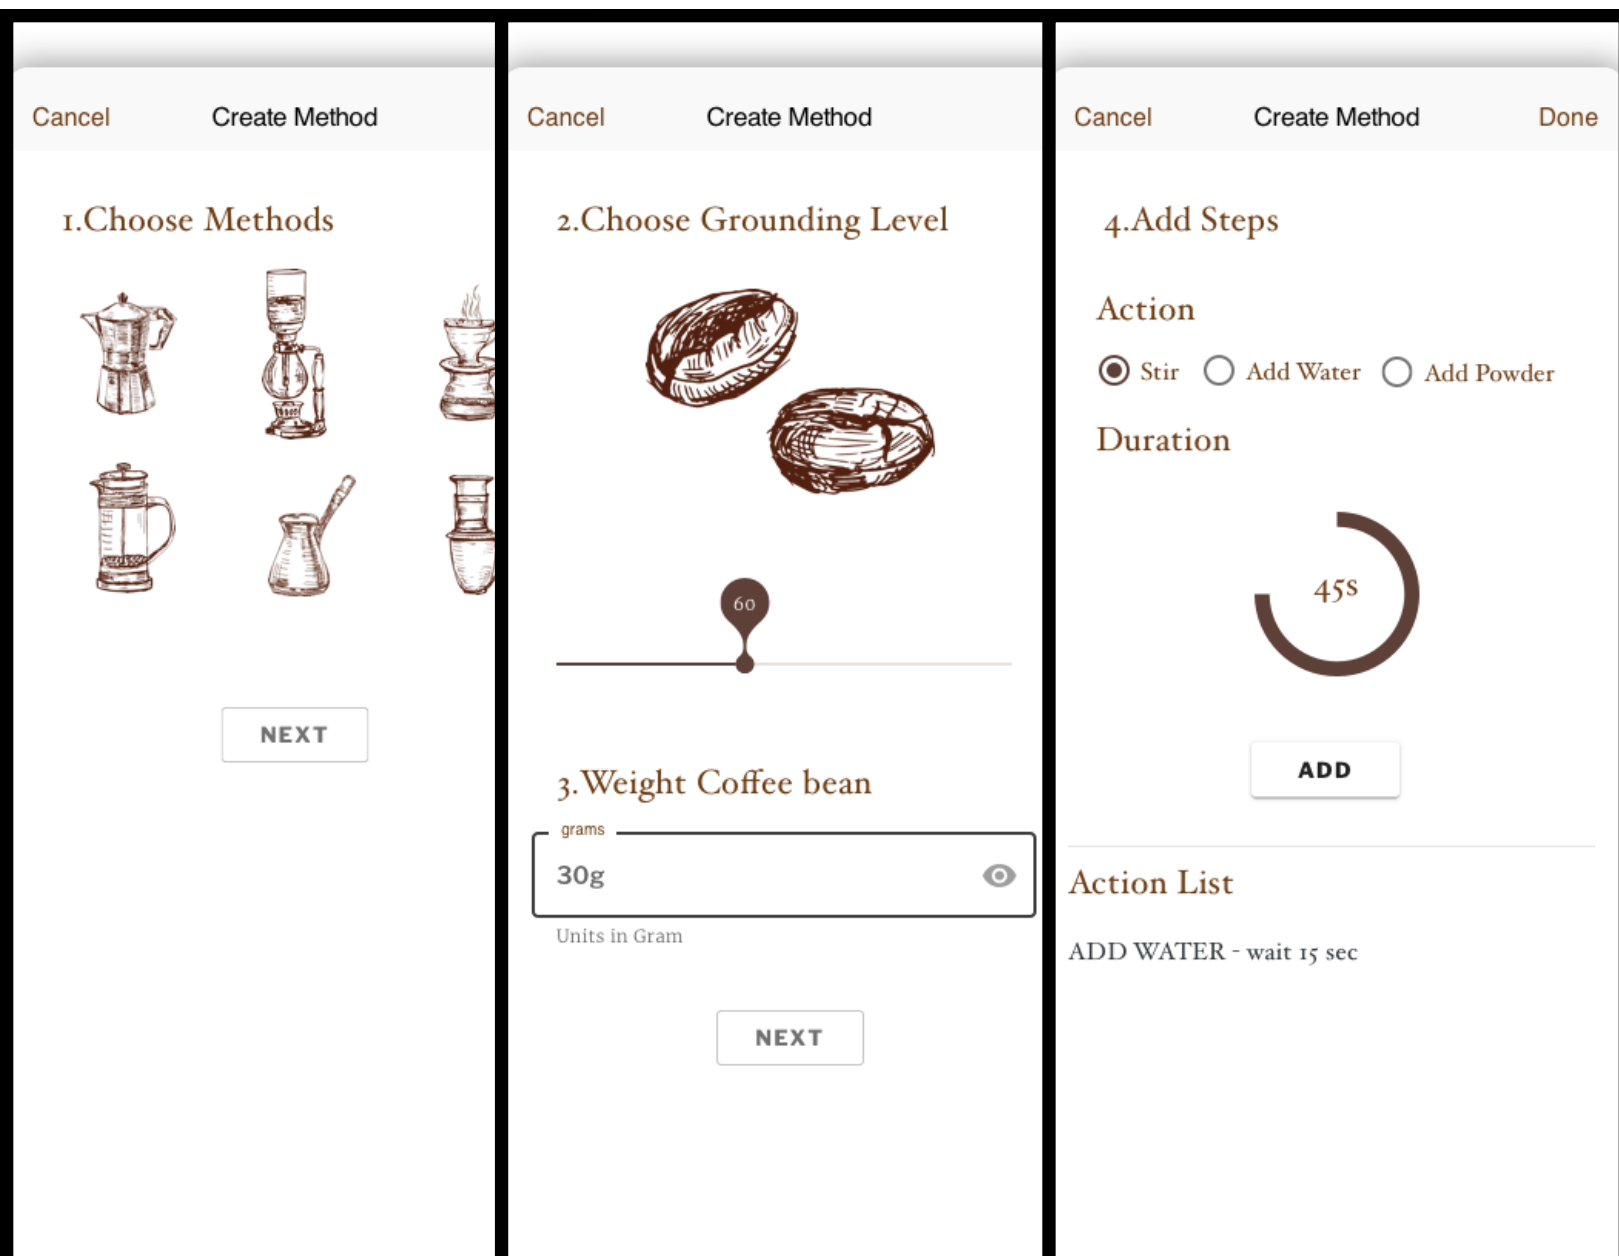 Cancel Create Method
1.Choose Methods
NEXT
Cancel Create Method
2.Choose Grounding Level
60
3.Weight Coffee bean
grams
30g
Units in Gram
NEXT
Cancel Create Method Done
4.Add Steps
Action
Stir Add Water Add Powder
Duration
45s
ADD
Action List
ADD WATER - wait 15 sec